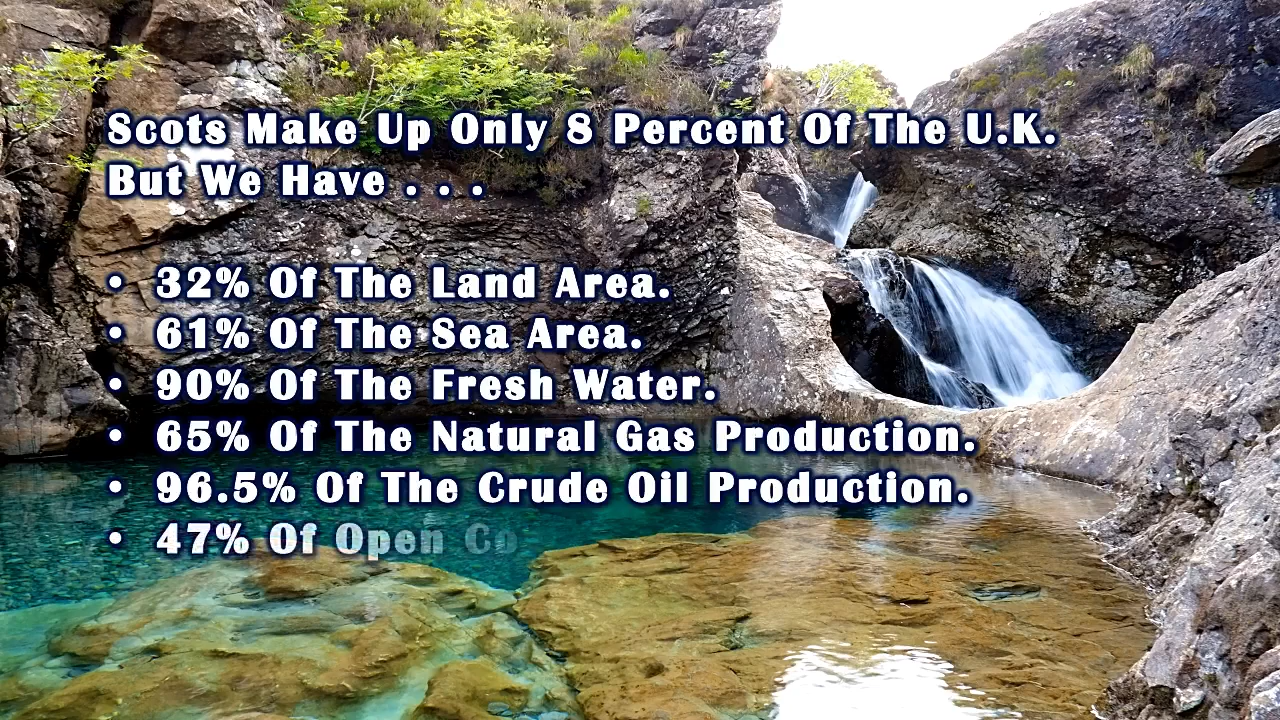 Scots Make Up Only 8 Percent Of The U.K.
But We Have . . .
• 32% Of The Land Area.
• 61% Of The Sea Area.
• 90% Of The Fresh Water.
• 65% Of The Natural Gas Production.
• 96.5% Of The Crude Oil Production.
• 47% Of Open Co